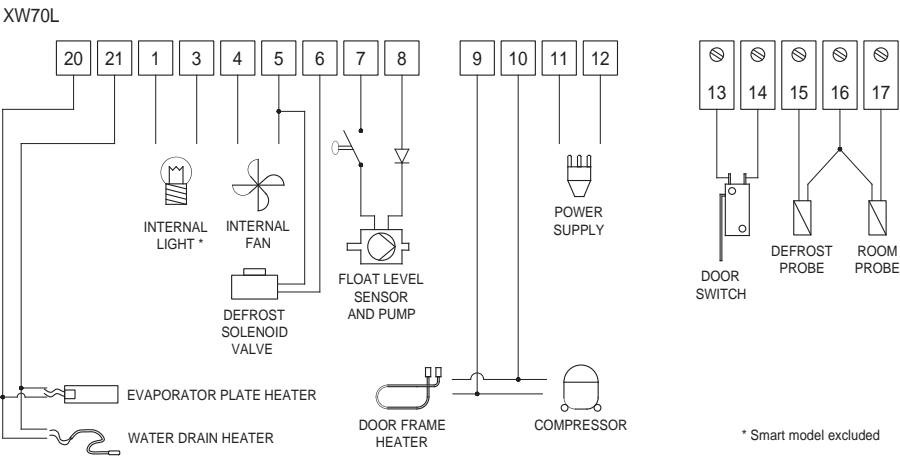 XW70L
20 21 1 3 4 5 6 7 8 9 10 11 12
13 14 15 16 17
INTERNAL
LIGHT *
INTERNAL
FAN
DEFROST
SOLENOID
VALVE
FLOAT LEVEL
SENSOR
AND PUMP
POWER
SUPPLY
DOOR
SWITCH
DEFROST
PROBE
ROOM
PROBE
EVAPORATOR PLATE HEATER
WATER DRAIN HEATER
DOOR FRAME
HEATER
COMPRESSOR
* Smart model excluded